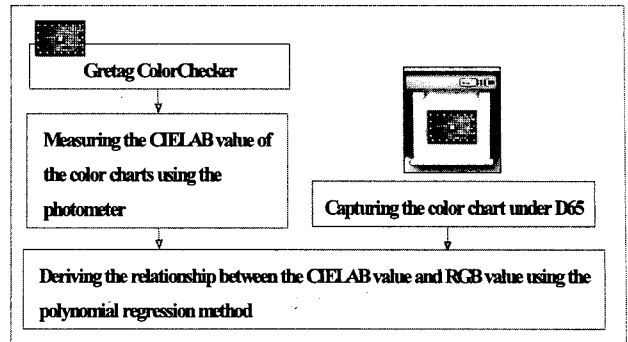 Gretag ColorChecker
Measuring the CIELAB value of
the color charts using the
photometer
Capturing the color chart under D65
Deriving the relationship between the CIELAB value and RGB value using the
polynomial regression method